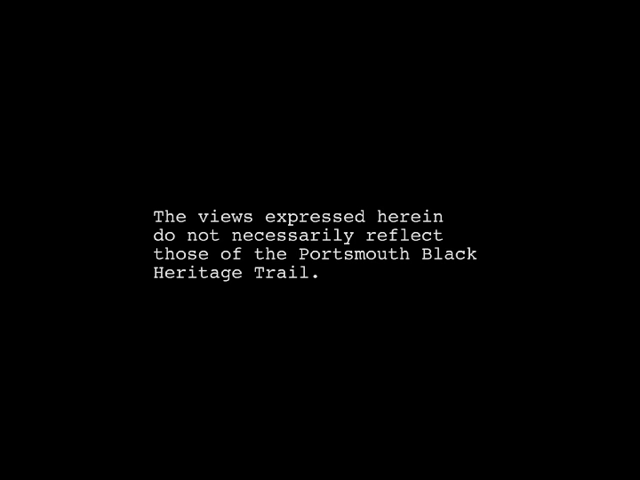 The views expressed herein
do not necessarily reflect
those of the Portsmouth Black
Heritage Trail.